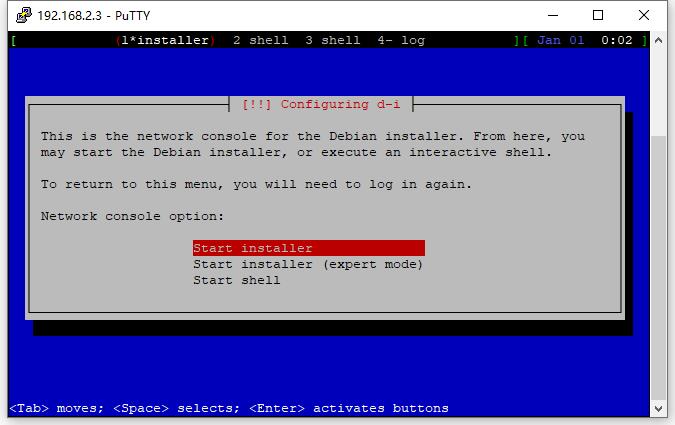 192.168.2.3 - PuTTY
[ (1*installer) 2 shell 3 shell 4- log ][ Jan 01 0:02 ]
[!!] Configuring d-i
This is the network console for the Debian installer. From here, you
may start the Debian installer, or execute an interactive shell.
To return to this menu, you will need to log in again.
Network console option:
Start installer
Start installer (expert mode)
Start shell
<Tab> moves; <Space> selects; <Enter> activates buttons